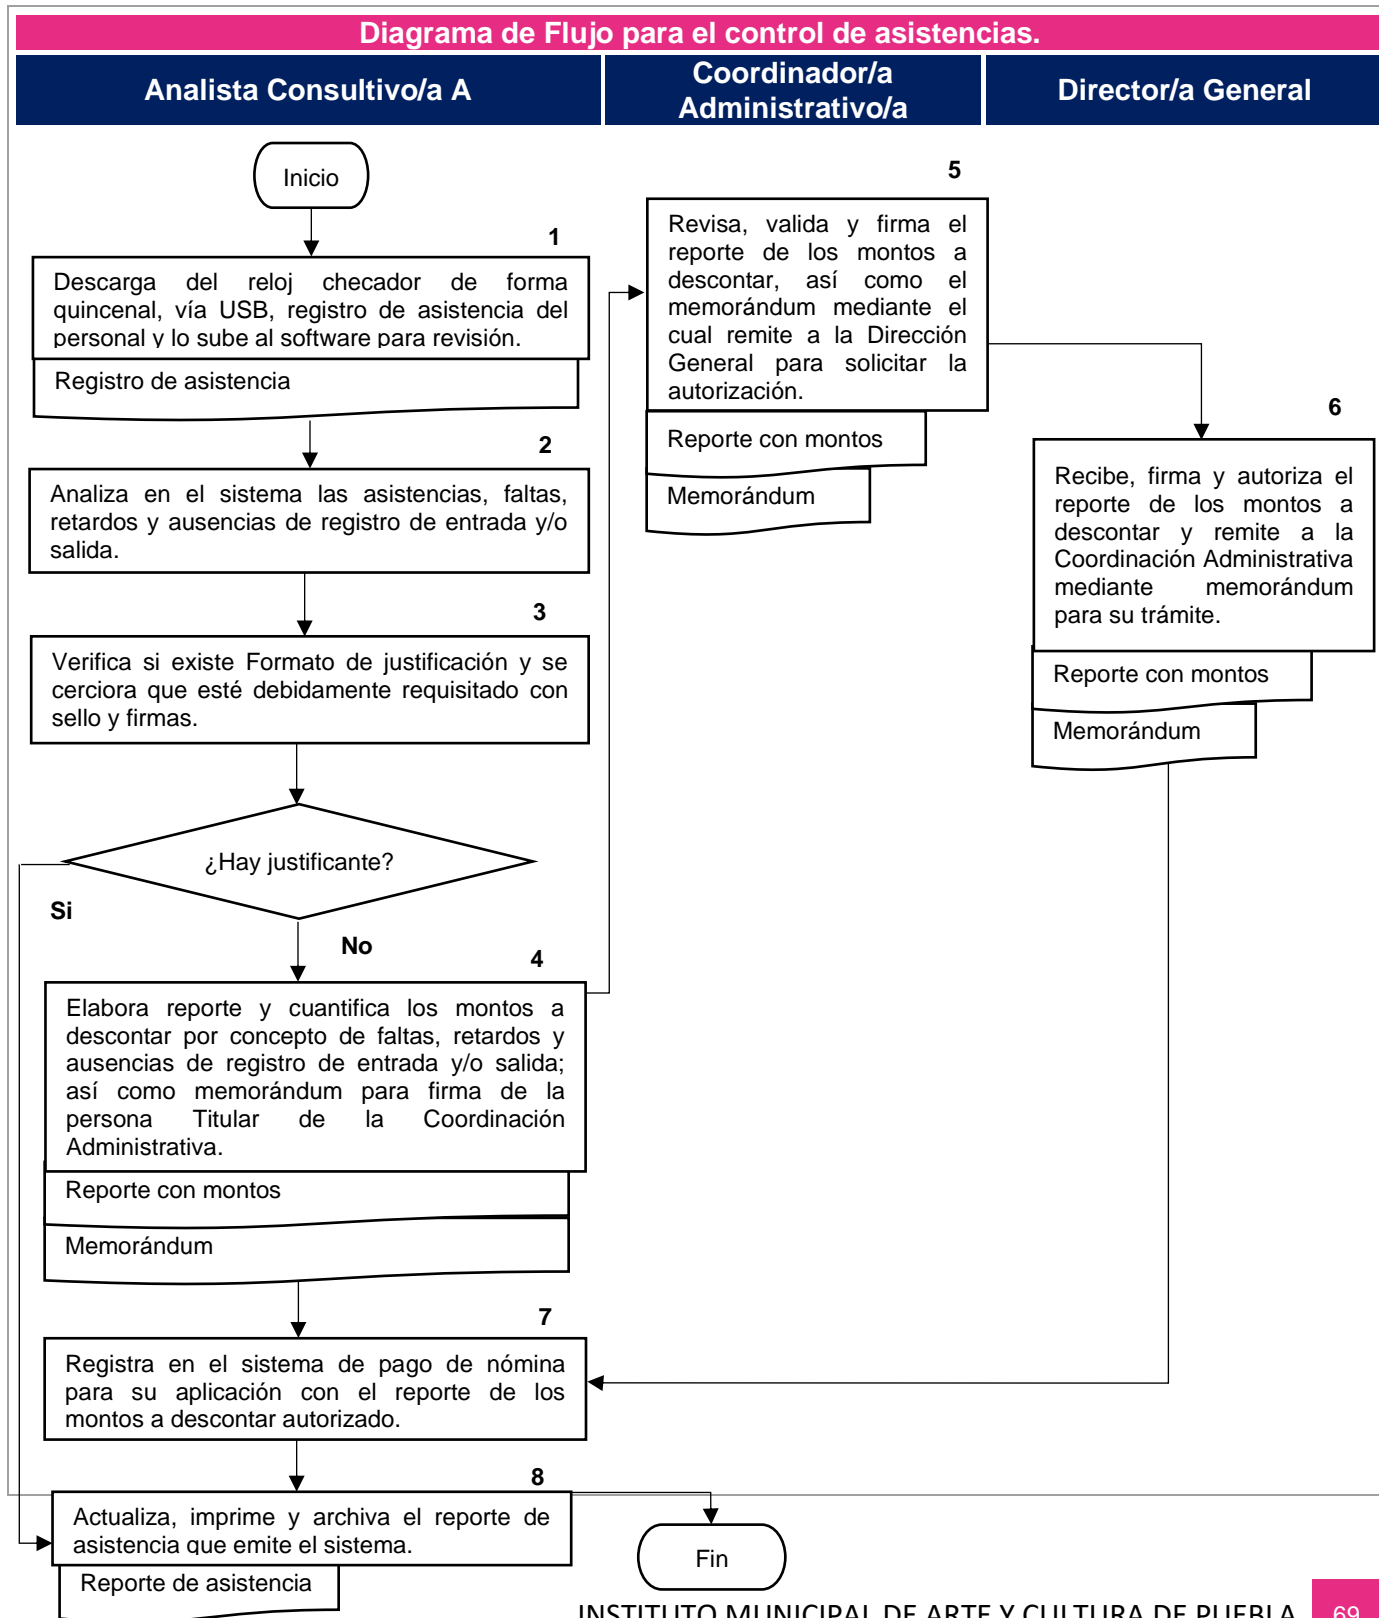 Diagrama de Flujo para el control de asistencias.
Analista Consultivo/a A
Coordinador/a
Administrativo/a
Director/a General
Inicio
1
Descarga del reloj checador de forma
quincenal, vía USB, registro de asistencia del
personal y lo sube al software para revisión.
Registro de asistencia
2
Analiza en el sistema las asistencias, faltas,
retardos y ausencias de registro de entrada y/o
salida.
3
Verifica si existe Formato de justificación y se
cerciora que esté debidamente requisitado con
sello y firmas.
¿Hay justificante?
Si
No
4
Elabora reporte y cuantifica los montos a
descontar por concepto de faltas, retardos y
ausencias de registro de entrada y/o salida;
así como memorándum para firma de la
persona Titular de la Coordinación
Administrativa.
Reporte con montos
Memorándum
5
Revisa, valida y firma el
reporte de los montos a
descontar, así como el
memorándum mediante el
cual remite a la Dirección
General para solicitar la
autorización.
Reporte con montos
Memorándum
6
Recibe, firma y autoriza el
reporte de los montos a
descontar y remite a la
Coordinación Administrativa
mediante memorándum
para su trámite.
Reporte con montos
Memorándum
7
Registra en el sistema de pago de nómina
para su aplicación con el reporte de los
montos a descontar autorizado.
8
Actualiza, imprime y archiva el reporte de
asistencia que emite el sistema.
Reporte de asistencia
Fin
INSTITUTO MUNICIPAL DE ARTE Y CULTURA DE PUEBLA
69